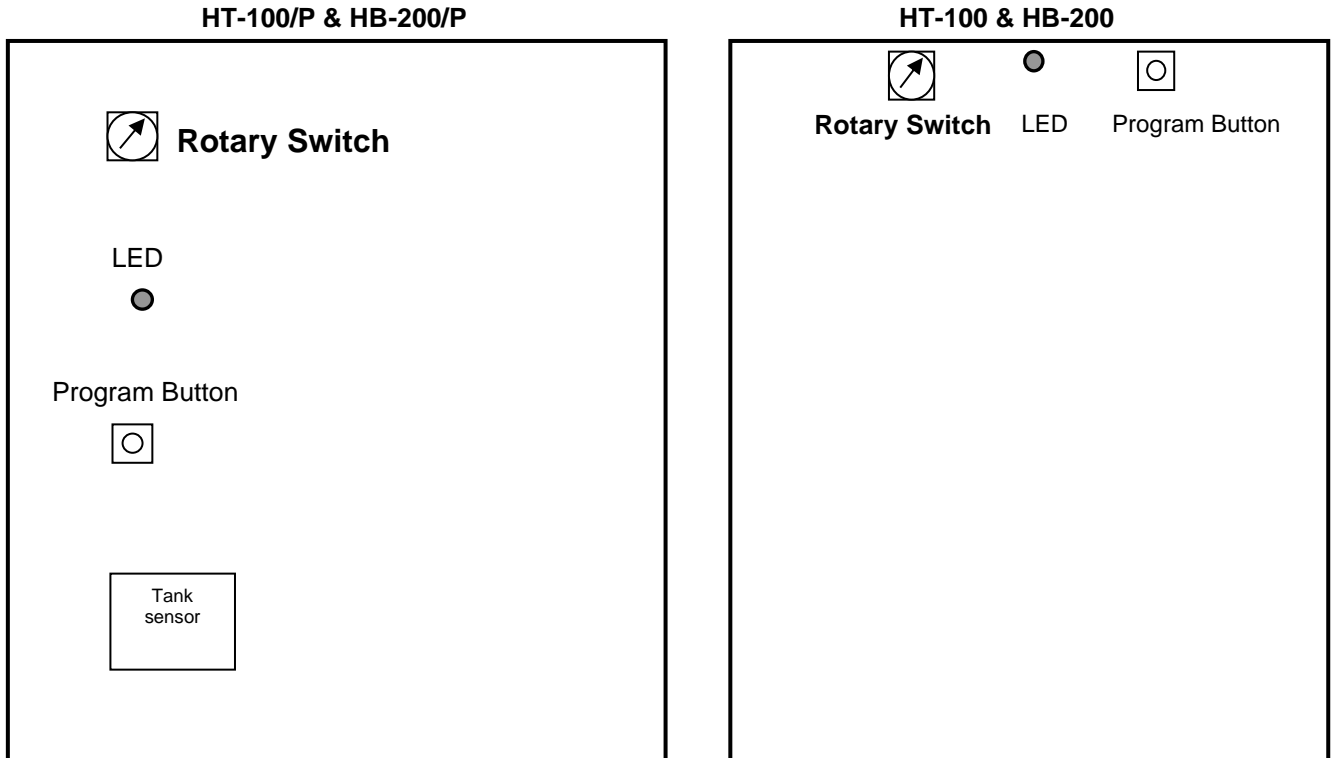 HT-100/P & HB-200/P
Rotary Switch
LED
Program Button
Tank
sensor
HT-100 & HB-200
Rotary Switch LED Program Button